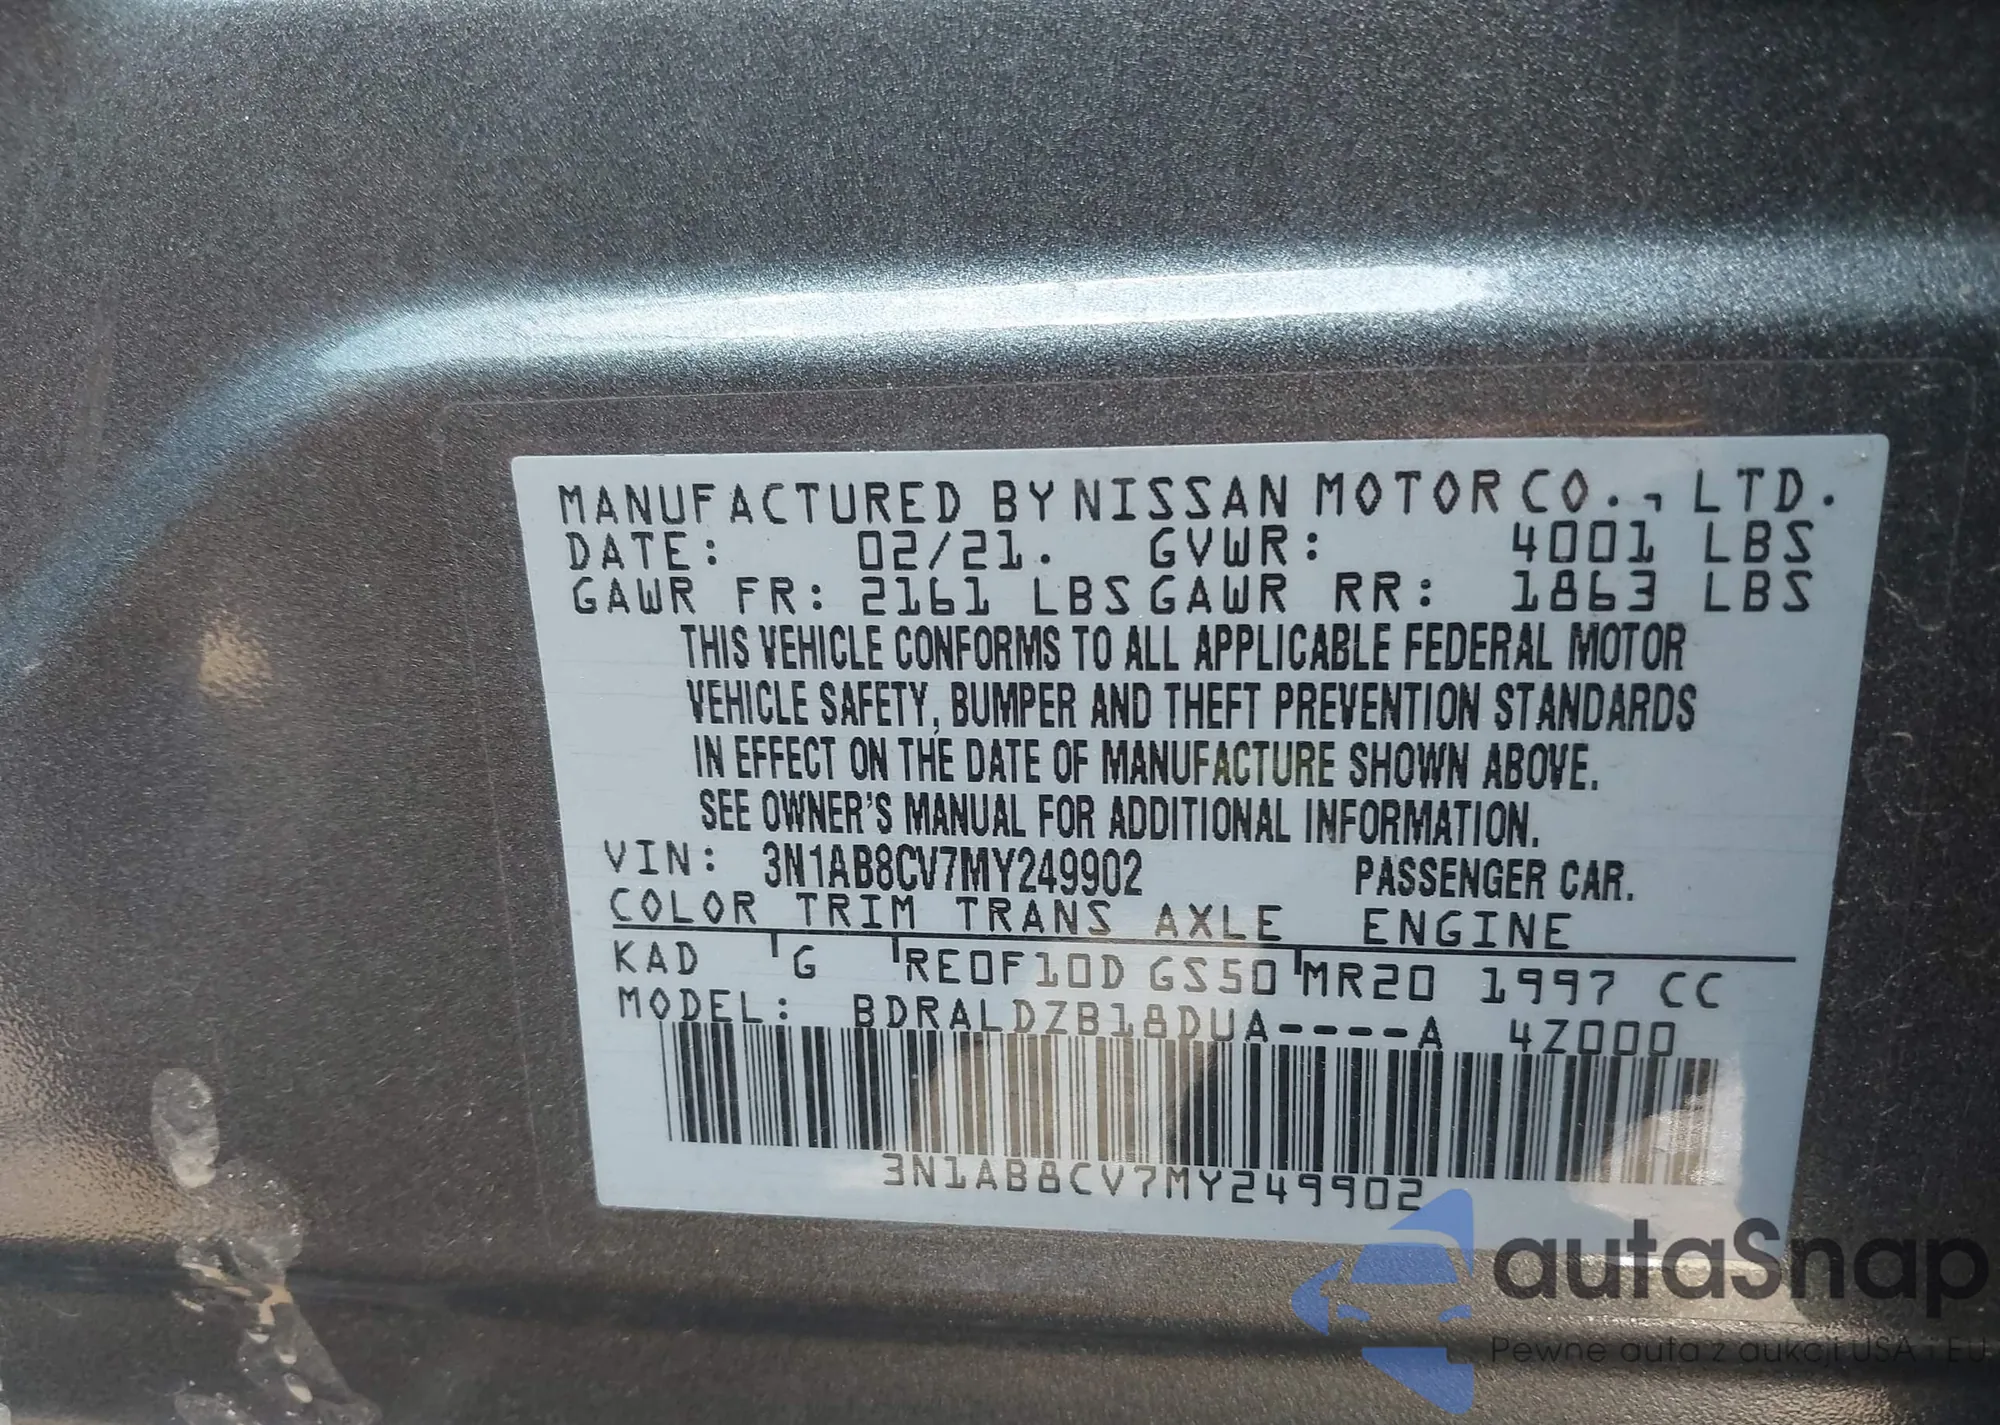 MANUFACTURED BY NISSAN MOTOR CO., LTD.
DATE: 02/21. GVWR: 4001 LBS
GAWR FR: 2161 LBS GAWR RR: 1863 LBS
THIS VEHICLE CONFORMS TO ALL APPLICABLE FEDERAL MOTOR
VEHICLE SAFETY, BUMPER AND THEFT PREVENTION STANDARDS
IN EFFECT ON THE DATE OF MANUFACTURE SHOWN ABOVE.
SEE OWNER'S MANUAL FOR ADDITIONAL INFORMATION.
VIN: 3N1AB8CV7MY249902 PASSENGER CAR.
COLOR TRIM TRANS AXLE ENGINE
KAD G RE0F10D GS50 MR20 1997 CC
MODEL: BDRALDZB18DUA----A 4Z000
3N1AB8CV7MY249902
autaSnap
Pewne auta z aukcji USA i EU